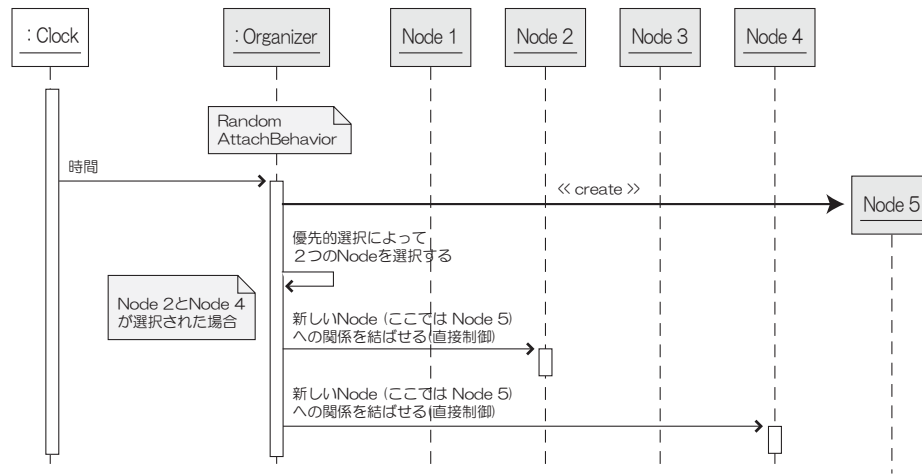 : Clock
: Organizer
Node 1
Node 2
Node 3
Node 4
Random
AttachBehavior
時間
<< create >>
Node 5
優先的選択によって
2つのNodeを選択する
Node 2とNode 4
が選択された場合
新しいNode (ここでは Node 5)
への関係を結ばせる(直接制御)
新しいNode (ここでは Node 5)
への関係を結ばせる(直接制御)